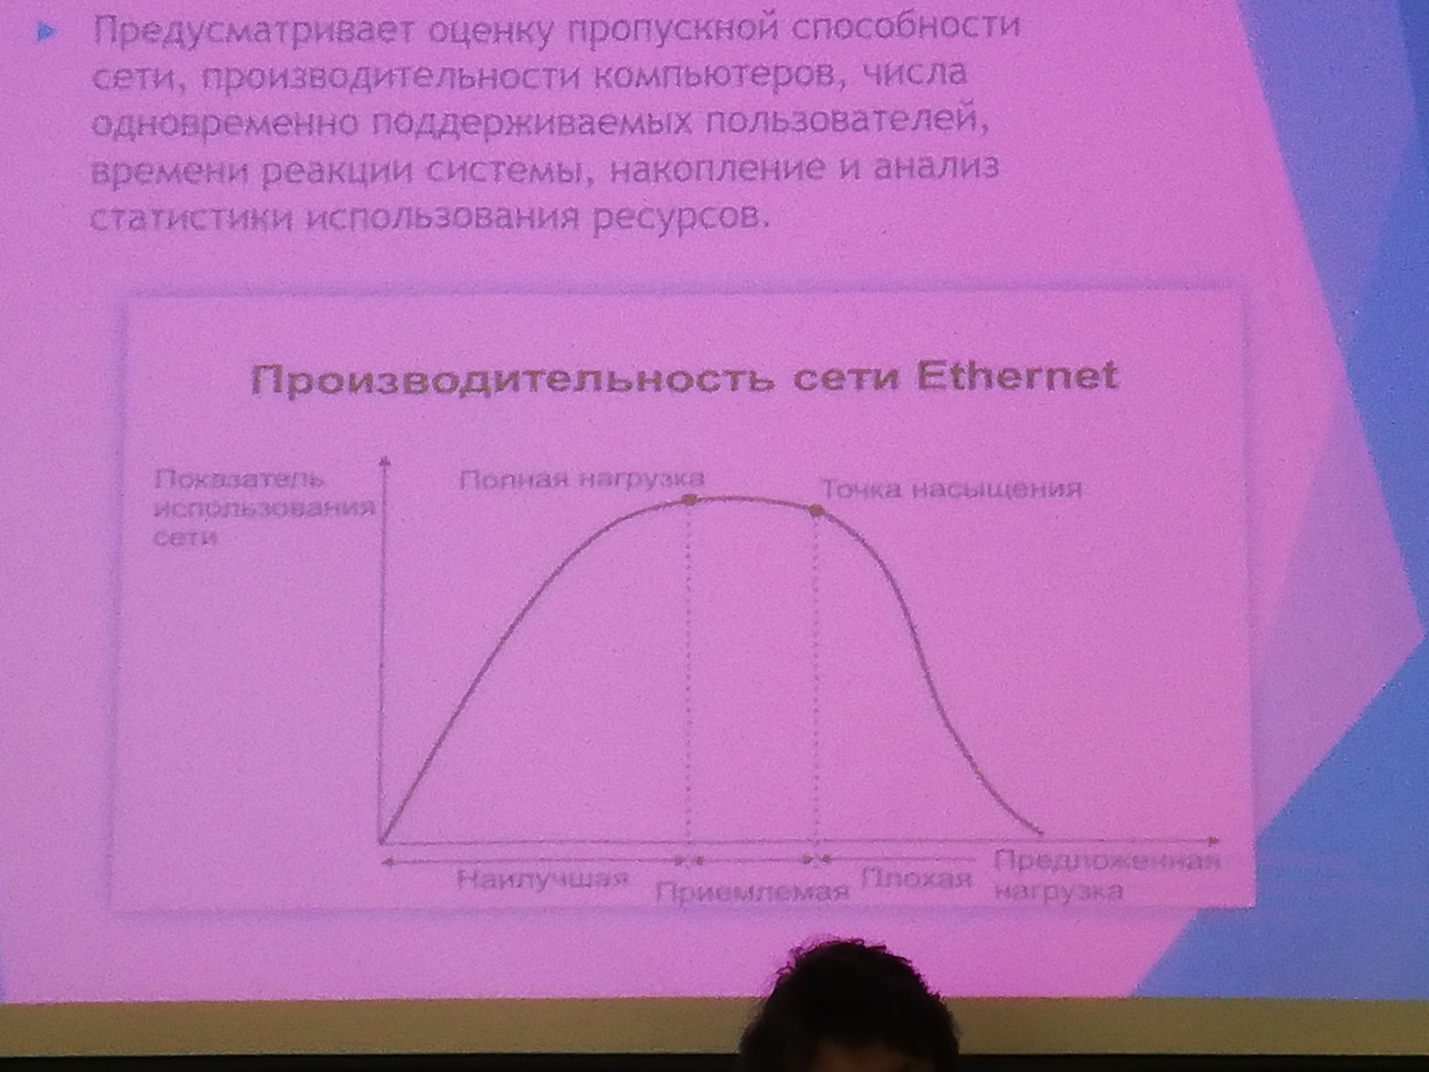 Предусматривает оценку пропускной способности
сети, производительности компьютеров, числа
одновременно поддерживаемых пользователей,
времени реакции системы, накопление и анализ
статистики использования ресурсов.
Производительность сети Ethernet
Показатель
использования
сети
Полная нагрузка
Точка насыщения
Наилучшая
Приемлемая
Плохая
Предложенная
нагрузка